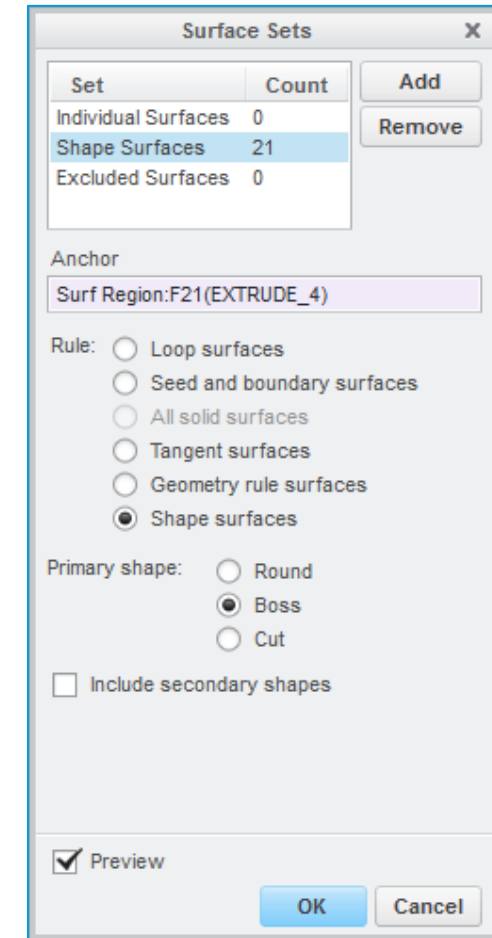 Surface Sets
Set Count
Individual Surfaces 0
Shape Surfaces 21
Excluded Surfaces 0
Add
Remove
Anchor
Surf Region:F21(EXTRUDE_4)
Rule: Loop surfaces
Seed and boundary surfaces
All solid surfaces
Tangent surfaces
Geometry rule surfaces
Shape surfaces
Primary shape: Round
Boss
Cut
Include secondary shapes
Preview
OK Cancel